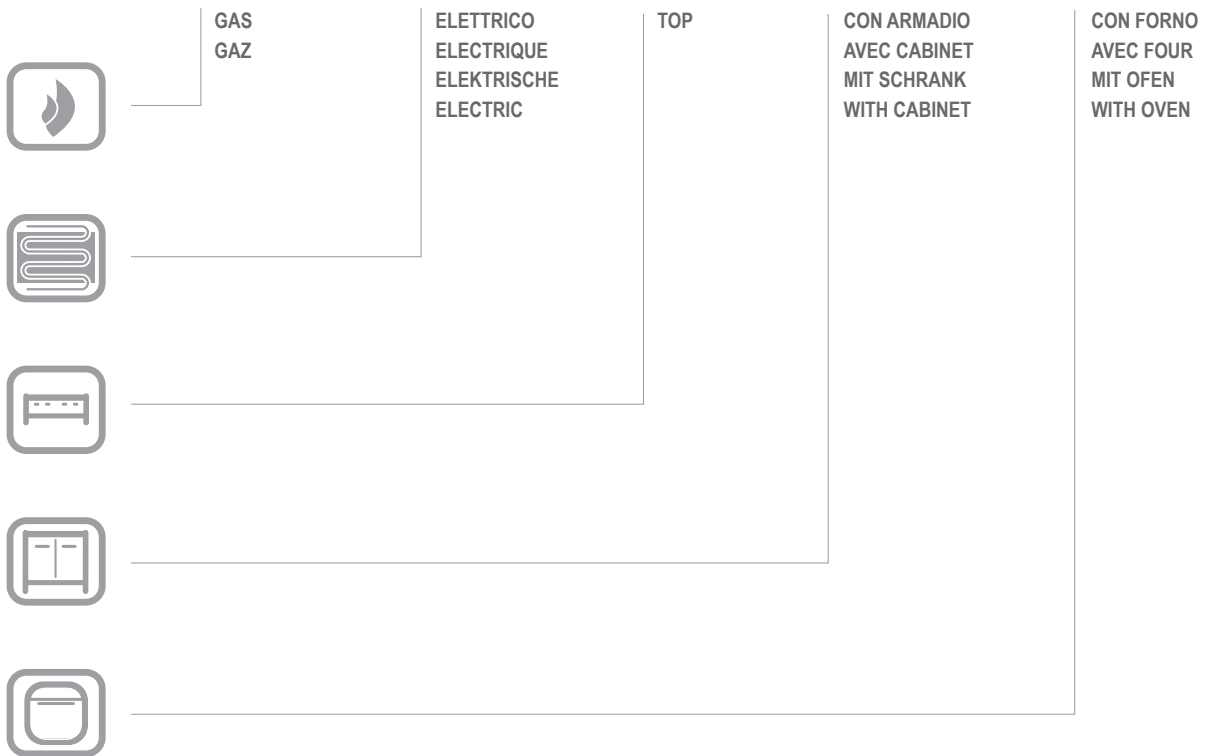 GAS
GAZ
ELETTRICO
ELECTRIQUE
ELEKTRISCHE
ELECTRIC
TOP
CON ARMADIO
AVEC CABINET
MIT SCHRANK
WITH CABINET
CON FORNO
AVEC FOUR
MIT OFEN
WITH OVEN